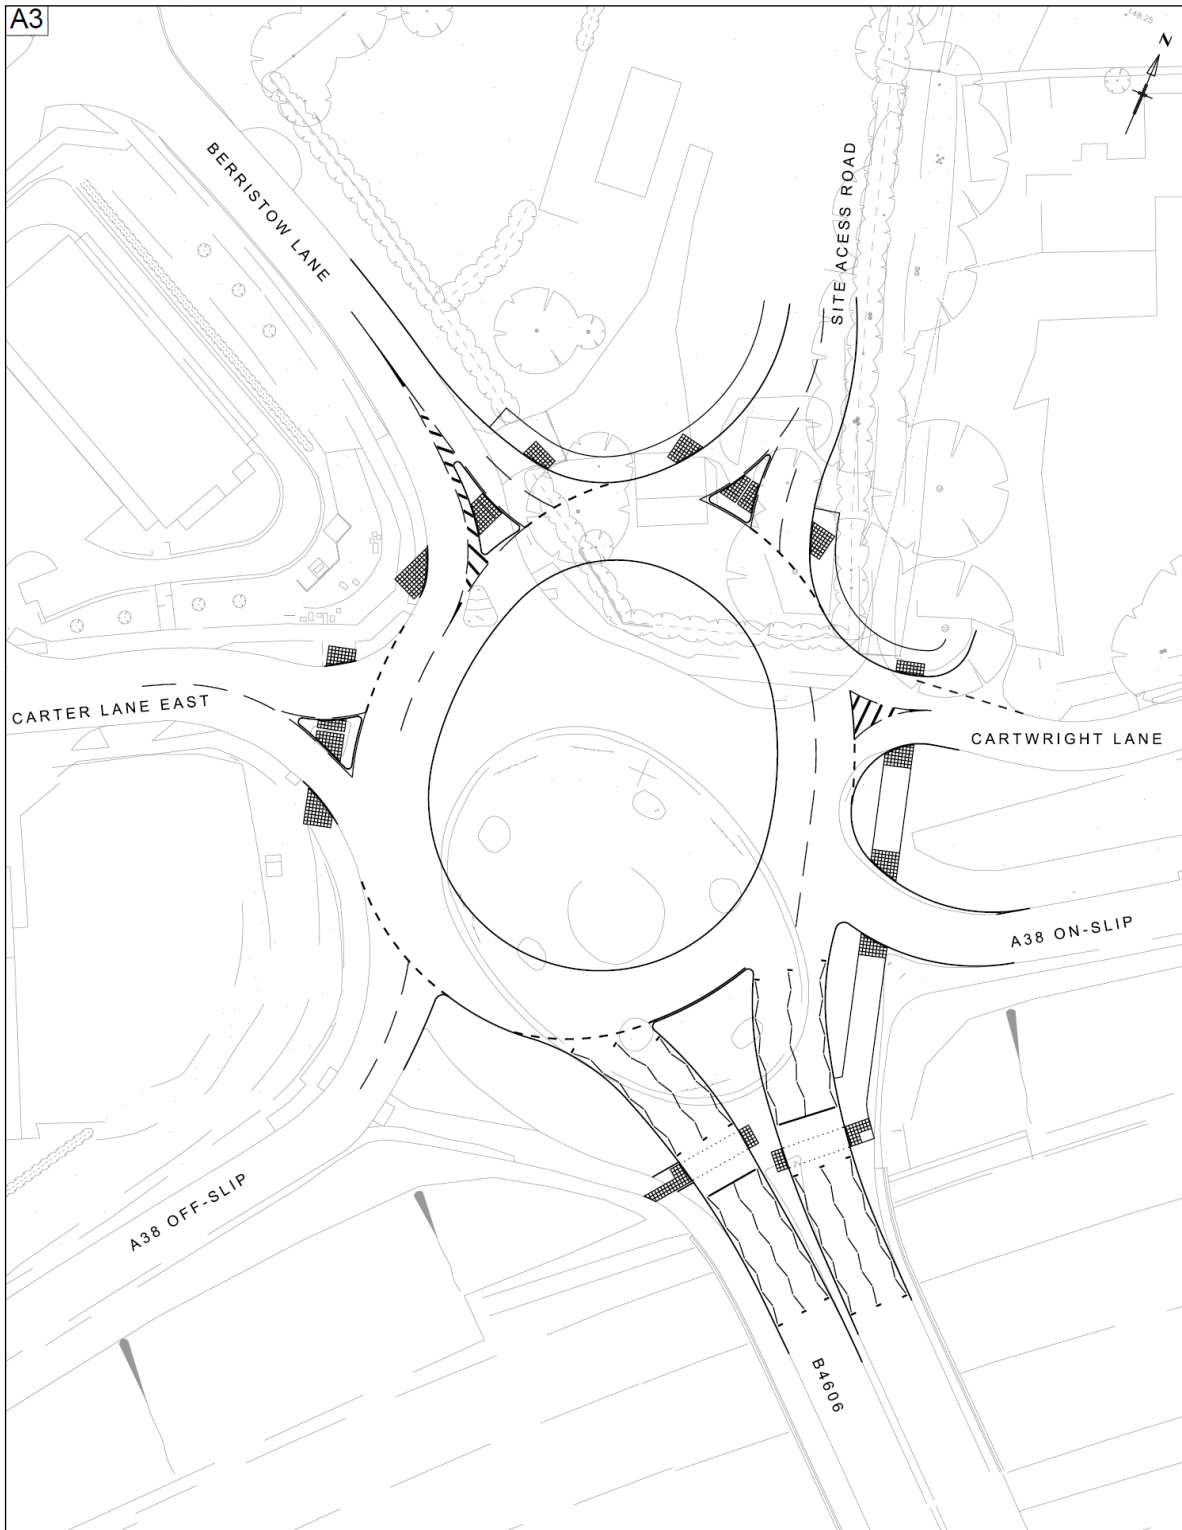 A3
148.25
N
BERRISTOW LANE
SITE ACESS ROAD
CARTER LANE EAST
CARTWRIGHT LANE
A38 ON-SLIP
A38 OFF-SLIP
B4606